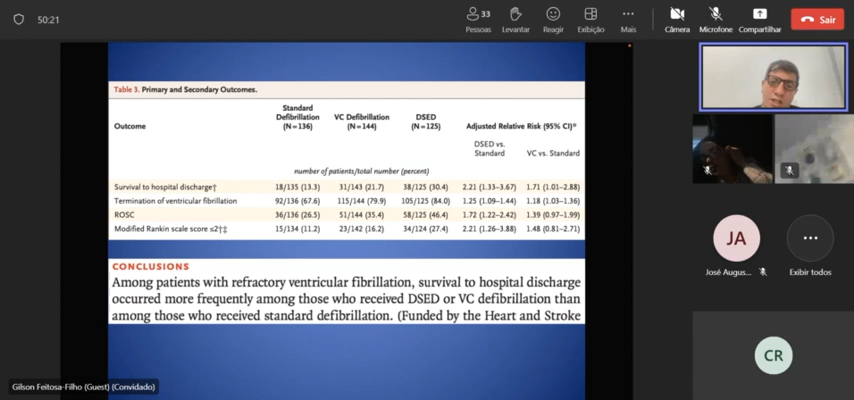 50:21
33
Pessoas
Levantar
Reagir
Exibição
Mais
Câmera
Microfone
Compartilhar
Sair
Table 3. Primary and Secondary Outcomes.
Outcome
Standard Defibrillation (N=136)
VC Defibrillation (N=144)
DSED (N=125)
Adjusted Relative Risk (95% CI)*
DSED vs. Standard
VC vs. Standard
number of patients/total number (percent)
Survival to hospital discharge† 18/135 (13.3) 31/143 (21.7) 38/125 (30.4) 2.21 (1.33–3.67) 1.71 (1.01–2.88)
Termination of ventricular fibrillation 92/136 (67.6) 115/144 (79.9) 105/125 (84.0) 1.25 (1.09–1.44) 1.18 (1.03–1.36)
ROSC 36/136 (26.5) 51/144 (35.4) 58/125 (46.4) 1.72 (1.22–2.42) 1.39 (0.97–1.99)
Modified Rankin scale score ≤2†‡ 15/134 (11.2) 23/142 (16.2) 34/124 (27.4) 2.21 (1.26–3.88) 1.48 (0.81–2.71)
CONCLUSIONS
Among patients with refractory ventricular fibrillation, survival to hospital discharge
occurred more frequently among those who received DSED or VC defibrillation than
among those who received standard defibrillation. (Funded by the Heart and Stroke
JA
José Augus...
Exibir todos
CR
Gilson Feitosa-Filho (Guest) (Convidado)